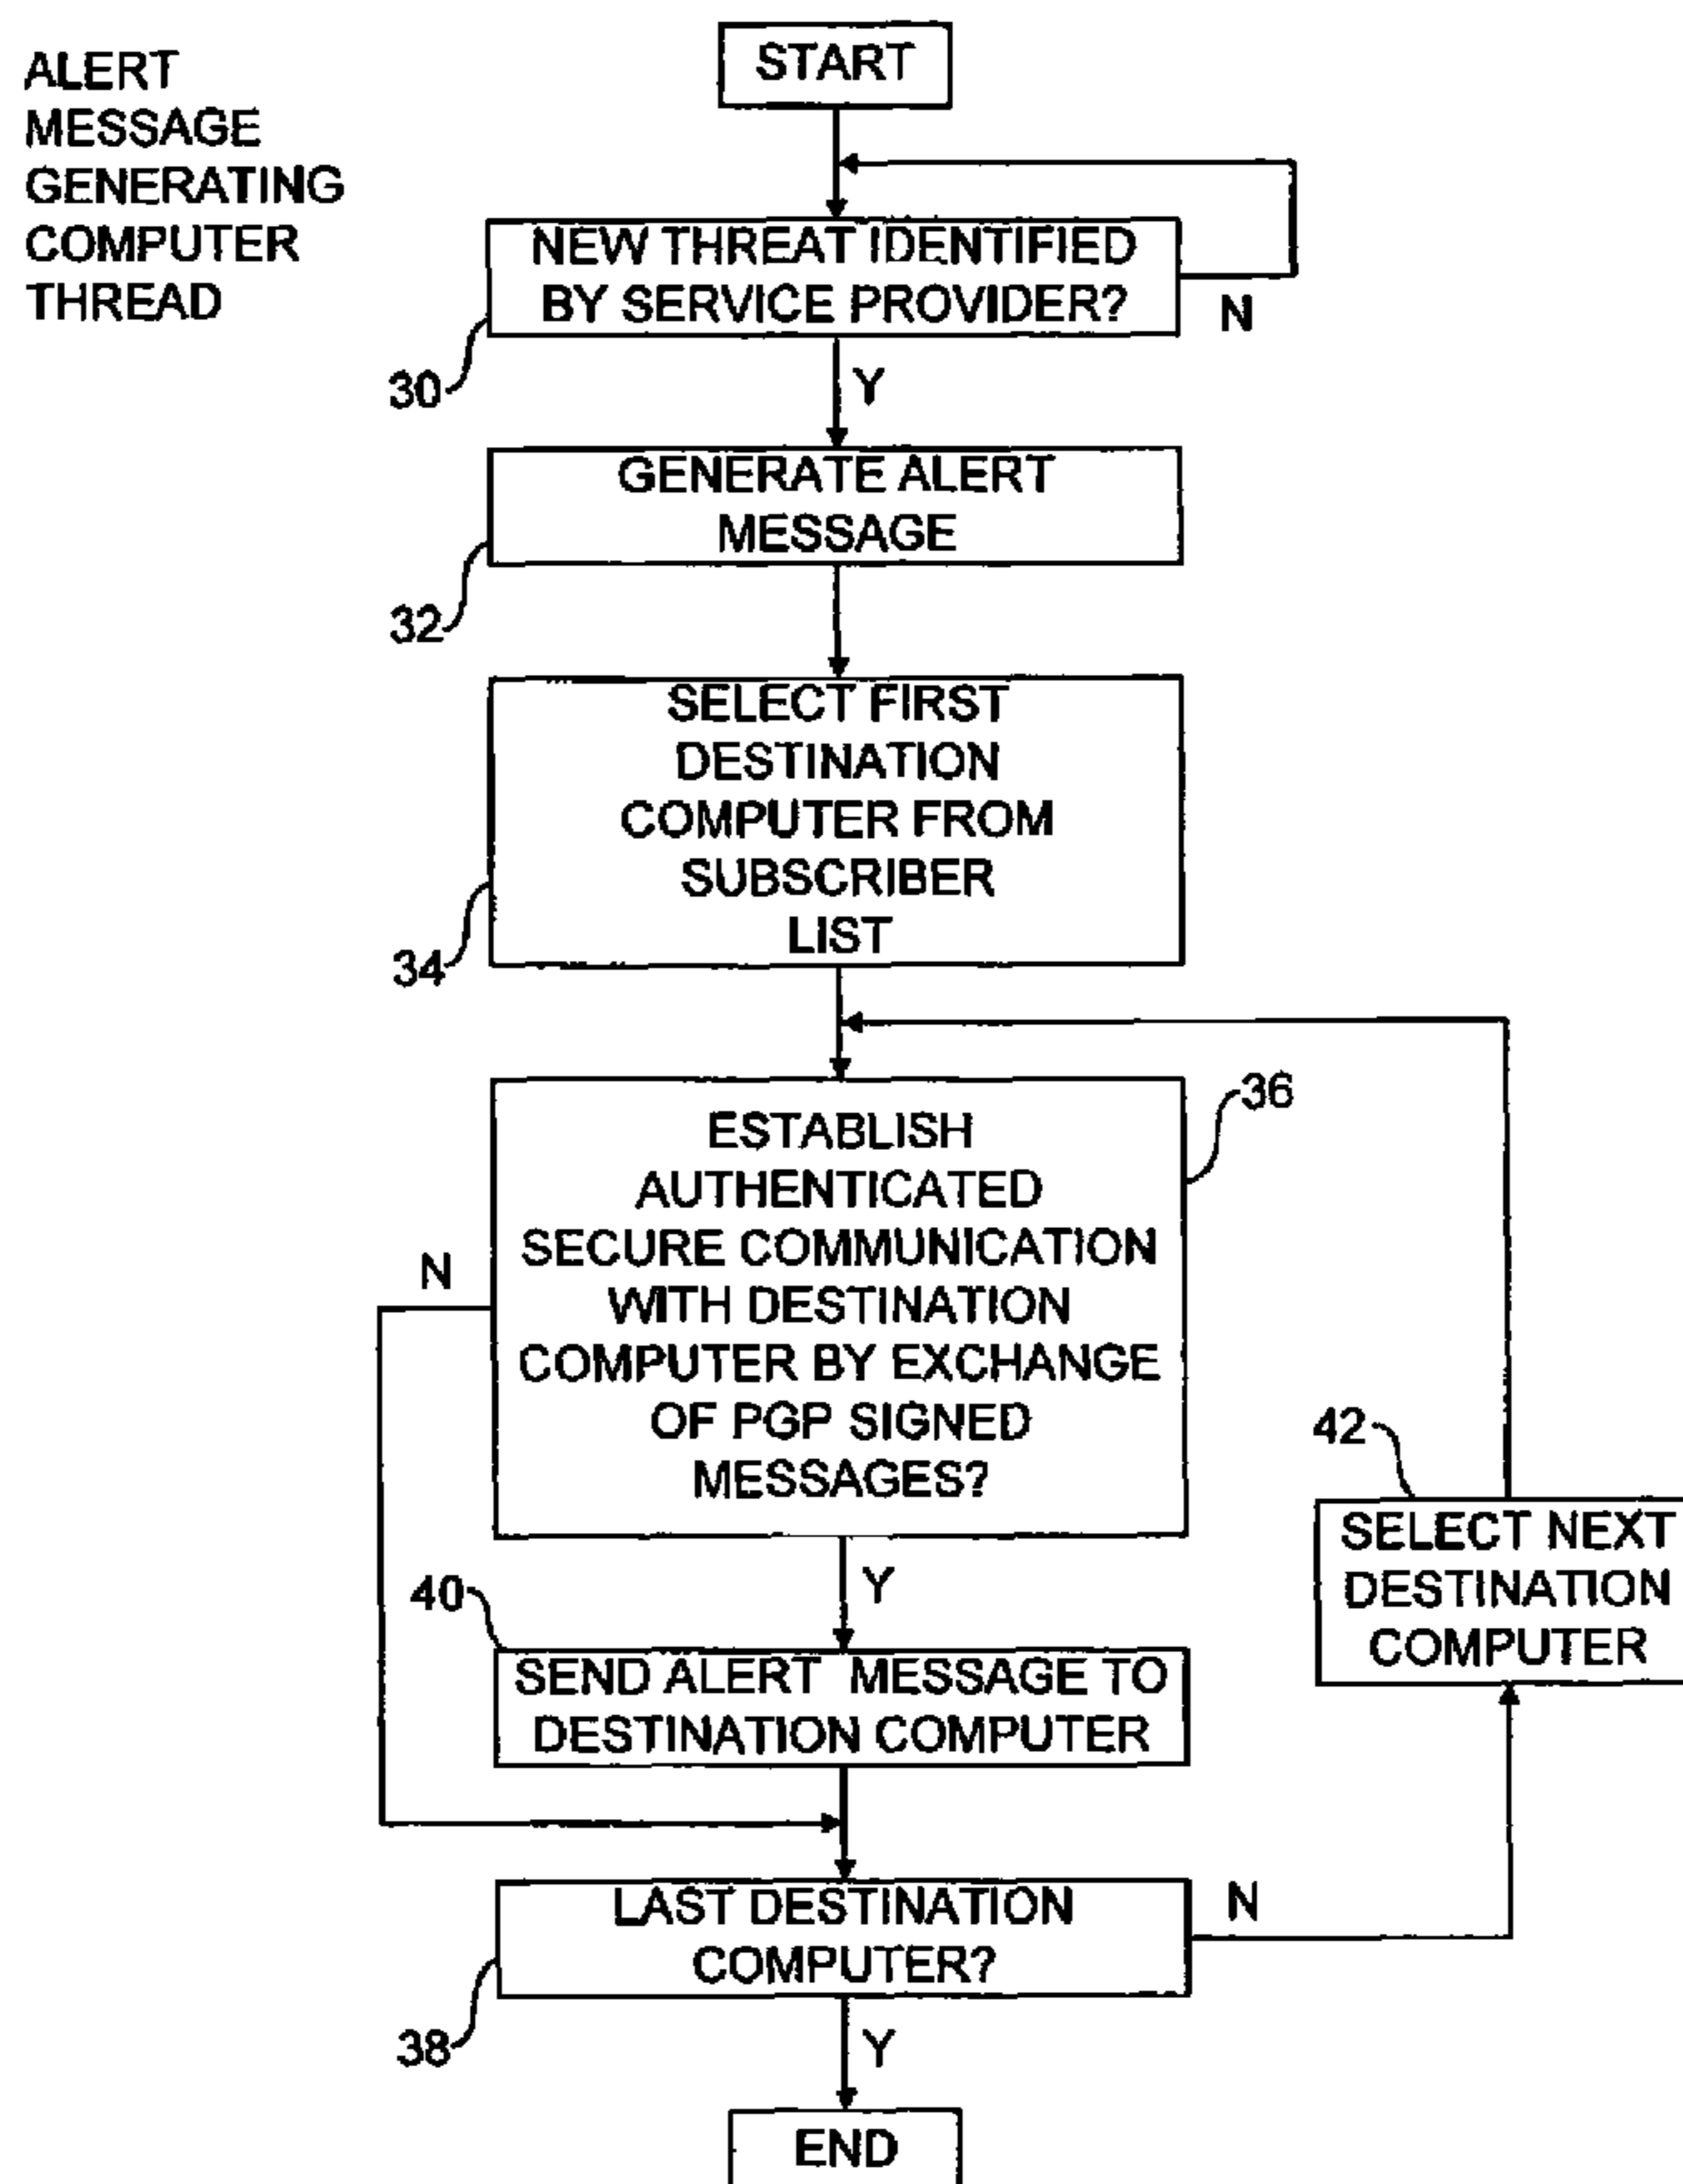 ALERT
MESSAGE
GENERATING
COMPUTER
THREAD
START
NEW THREAT IDENTIFIED
BY SERVICE PROVIDER?
N
30
Y
GENERATE ALERT
MESSAGE
32
SELECT FIRST
DESTINATION
COMPUTER FROM
SUBSCRIBER
LIST
34
36
ESTABLISH
AUTHENTICATED
SECURE COMMUNICATION
WITH DESTINATION
COMPUTER BY EXCHANGE
OF PGP SIGNED
MESSAGES?
N
42
SELECT NEXT
DESTINATION
COMPUTER
Y
40
SEND ALERT MESSAGE TO
DESTINATION COMPUTER
LAST DESTINATION
COMPUTER?
N
38
Y
END